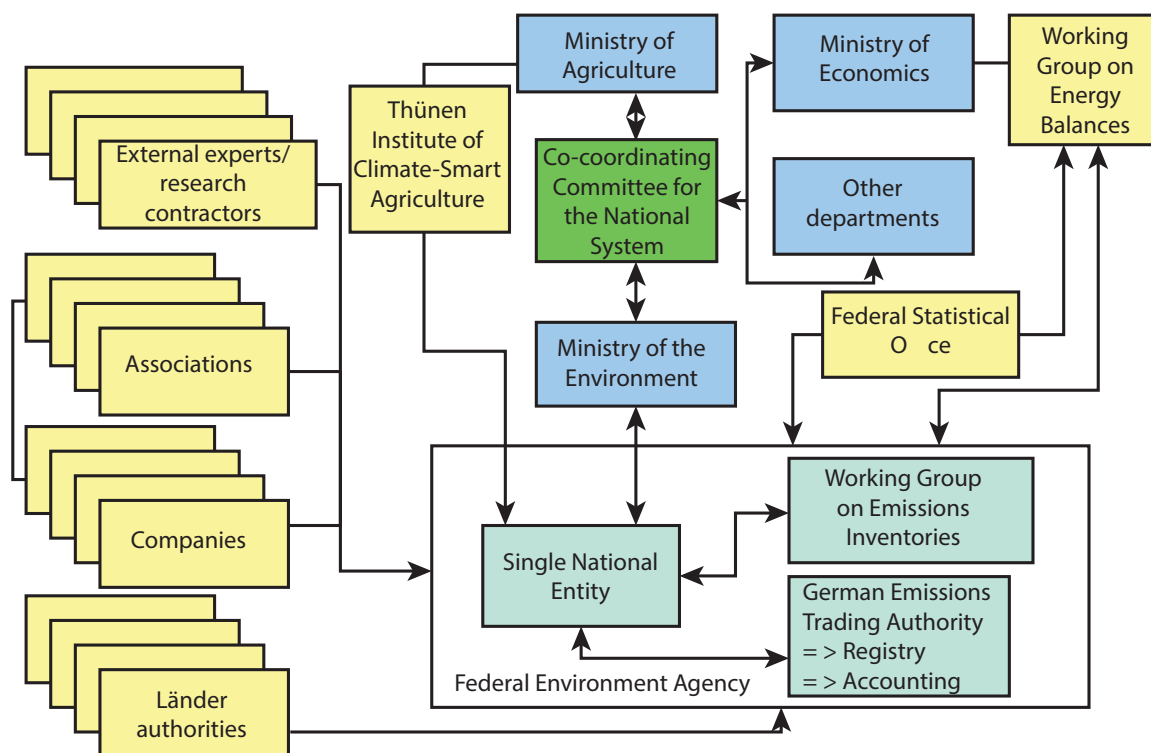 Ministry of
Agriculture
Ministry of
Economics
Working
Group on
Energy
Balances
Thünen
Institute of
Climate-Smart
Agriculture
External experts/
research
contractors
Co-coordinating
Committee for
the National
System
Other
departments
Federal Statistical
O ce
Associations
Ministry of the
Environment
Companies
Working Group
on Emissions
Inventories
Single National
Entity
German Emissions
Trading Authority
= > Registry
= > Accounting
Federal Environment Agency
Länder
authorities